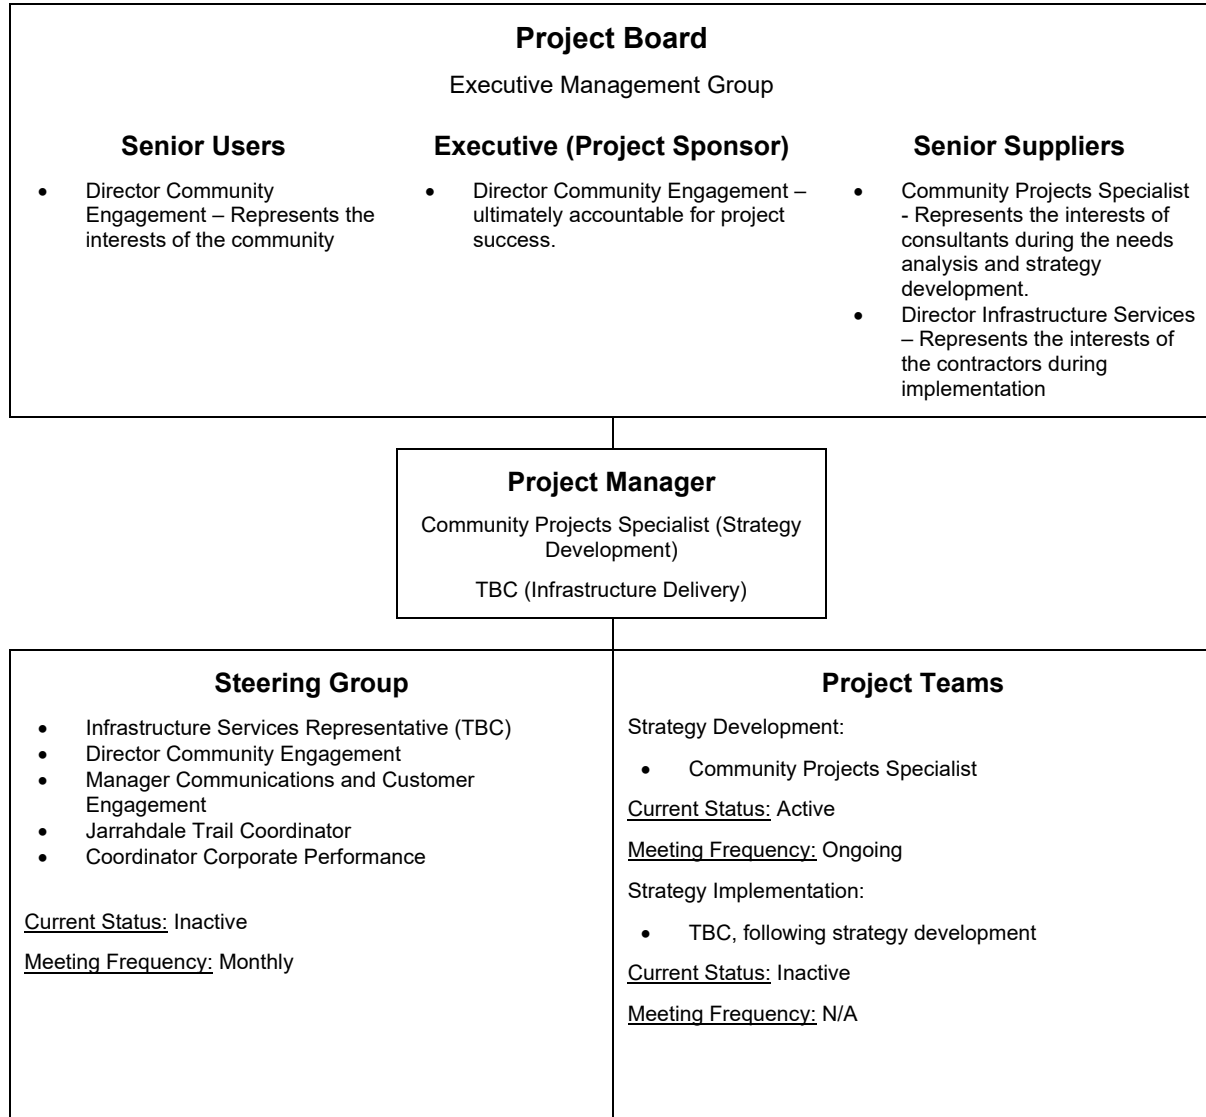 Project Board
Executive Management Group
Senior Users
• Director Community
Engagement – Represents the
interests of the community
Executive (Project Sponsor)
• Director Community Engagement –
ultimately accountable for project
success.
Senior Suppliers
• Community Projects Specialist
- Represents the interests of
consultants during the needs
analysis and strategy
development.
• Director Infrastructure Services
– Represents the interests of
the contractors during
implementation
Project Manager
Community Projects Specialist (Strategy
Development)
TBC (Infrastructure Delivery)
Steering Group
• Infrastructure Services Representative (TBC)
• Director Community Engagement
• Manager Communications and Customer
Engagement
• Jarrahdale Trail Coordinator
• Coordinator Corporate Performance
Current Status: Inactive
Meeting Frequency: Monthly
Project Teams
Strategy Development:
• Community Projects Specialist
Current Status: Active
Meeting Frequency: Ongoing
Strategy Implementation:
• TBC, following strategy development
Current Status: Inactive
Meeting Frequency: N/A